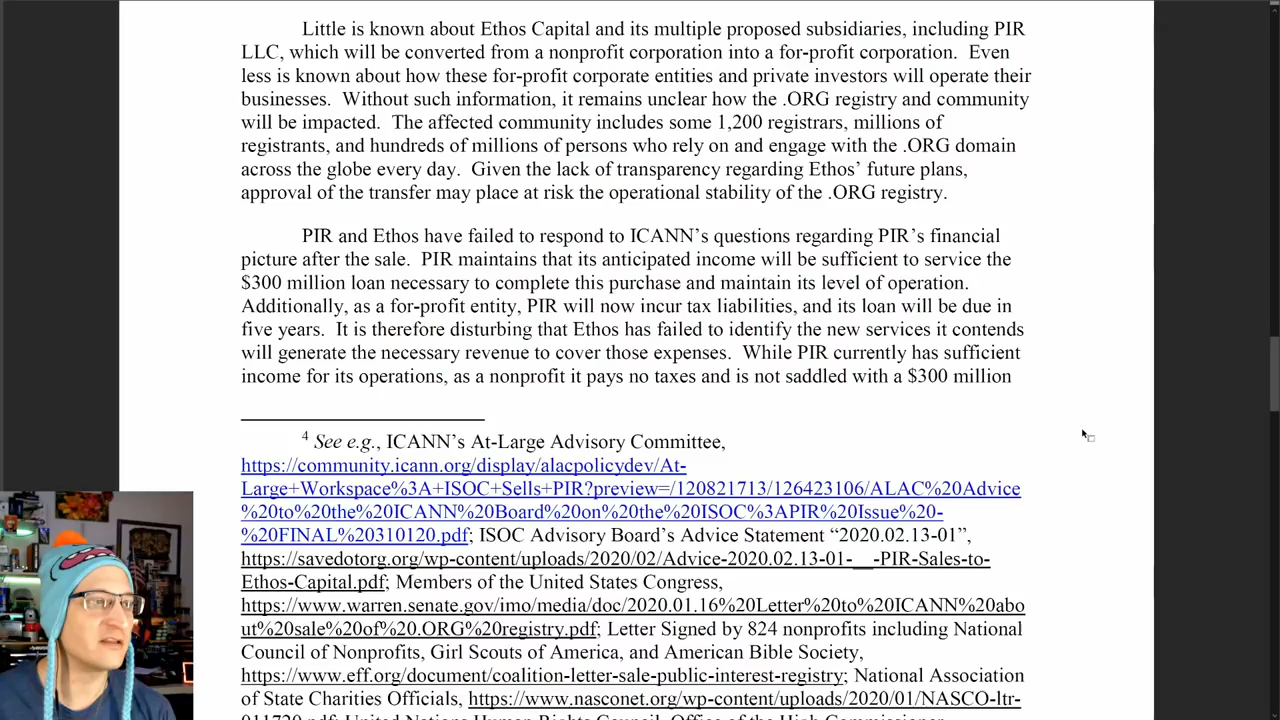 Little is known about Ethos Capital and its multiple proposed subsidiaries, including PIR
LLC, which will be converted from a nonprofit corporation into a for-profit corporation.  Even
less is known about how these for-profit corporate entities and private investors will operate their
businesses.  Without such information, it remains unclear how the .ORG registry and community
will be impacted.  The affected community includes some 1,200 registrars, millions of
registrants, and hundreds of millions of persons who rely on and engage with the .ORG domain
across the globe every day.  Given the lack of transparency regarding Ethos’ future plans,
approval of the transfer may place at risk the operational stability of the .ORG registry.
PIR and Ethos have failed to respond to ICANN’s questions regarding PIR’s financial
picture after the sale.  PIR maintains that its anticipated income will be sufficient to service the
$300 million loan necessary to complete this purchase and maintain its level of operation.
Additionally, as a for-profit entity, PIR will now incur tax liabilities, and its loan will be due in
five years.  It is therefore disturbing that Ethos has failed to identify the new services it contends
will generate the necessary revenue to cover those expenses.  While PIR currently has sufficient
income for its operations, as a nonprofit it pays no taxes and is not saddled with a $300 million
4 See e.g., ICANN’s At-Large Advisory Committee,
https://community.icann.org/display/alacpolicydev/At-
Large+Workspace%3A+ISOC+Sells+PIR?preview=/120821713/126423106/ALAC%20Advice
%20to%20the%20ICANN%20Board%20on%20the%20ISOC%3APIR%20Issue%20-
%20FINAL%20310120.pdf; ISOC Advisory Board’s Advice Statement “2020.02.13-01”,
https://savedotorg.org/wp-content/uploads/2020/02/Advice-2020.02.13-01-__-PIR-Sales-to-
Ethos-Capital.pdf; Members of the United States Congress,
https://www.warren.senate.gov/imo/media/doc/2020.01.16%20Letter%20to%20ICANN%20abo
ut%20sale%20of%20.ORG%20registry.pdf; Letter Signed by 824 nonprofits including National
Council of Nonprofits, Girl Scouts of America, and American Bible Society,
https://www.eff.org/document/coalition-letter-sale-public-interest-registry; National Association
of State Charities Officials, https://www.nasconet.org/wp-content/uploads/2020/01/NASCO-ltr-
011720.pdf; United Nations Human Rights Council, Office of the High Commissioner